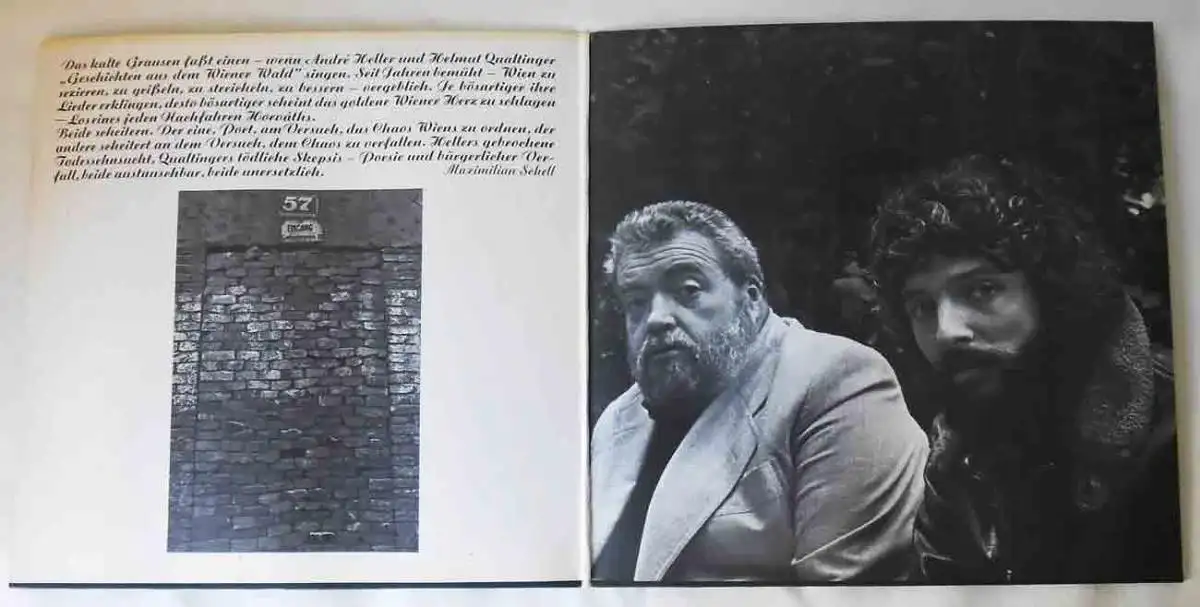 Das kalte Grausen faßt einen – wenn André Heller und Helmut Qualtinger
„Geschichten aus dem Wiener Wald” singen. Seit Jahren bemüht – Wien zu
sezieren, zu geißeln, zu streicheln, zu bessern – vergeblich. Je bösartiger ihre
Lieder erklingen, desto bösartiger scheint das goldene Wiener Herz zu schlagen
– Los eines jeden Nachfahren Horváths.
Beide scheitern. Der eine, Poet, am Versuch, das Chaos Wiens zu ordnen, der
andere scheitert an dem Versuch, dem Chaos zu verfallen. Hellers gebrochene
Todessehnsucht, Qualtingers tödliche Skepsis – Poesie und bürgerlicher Ver-
fall, beide austauschbar, beide unersetzlich. Maximilian Schell
57
EINGANG